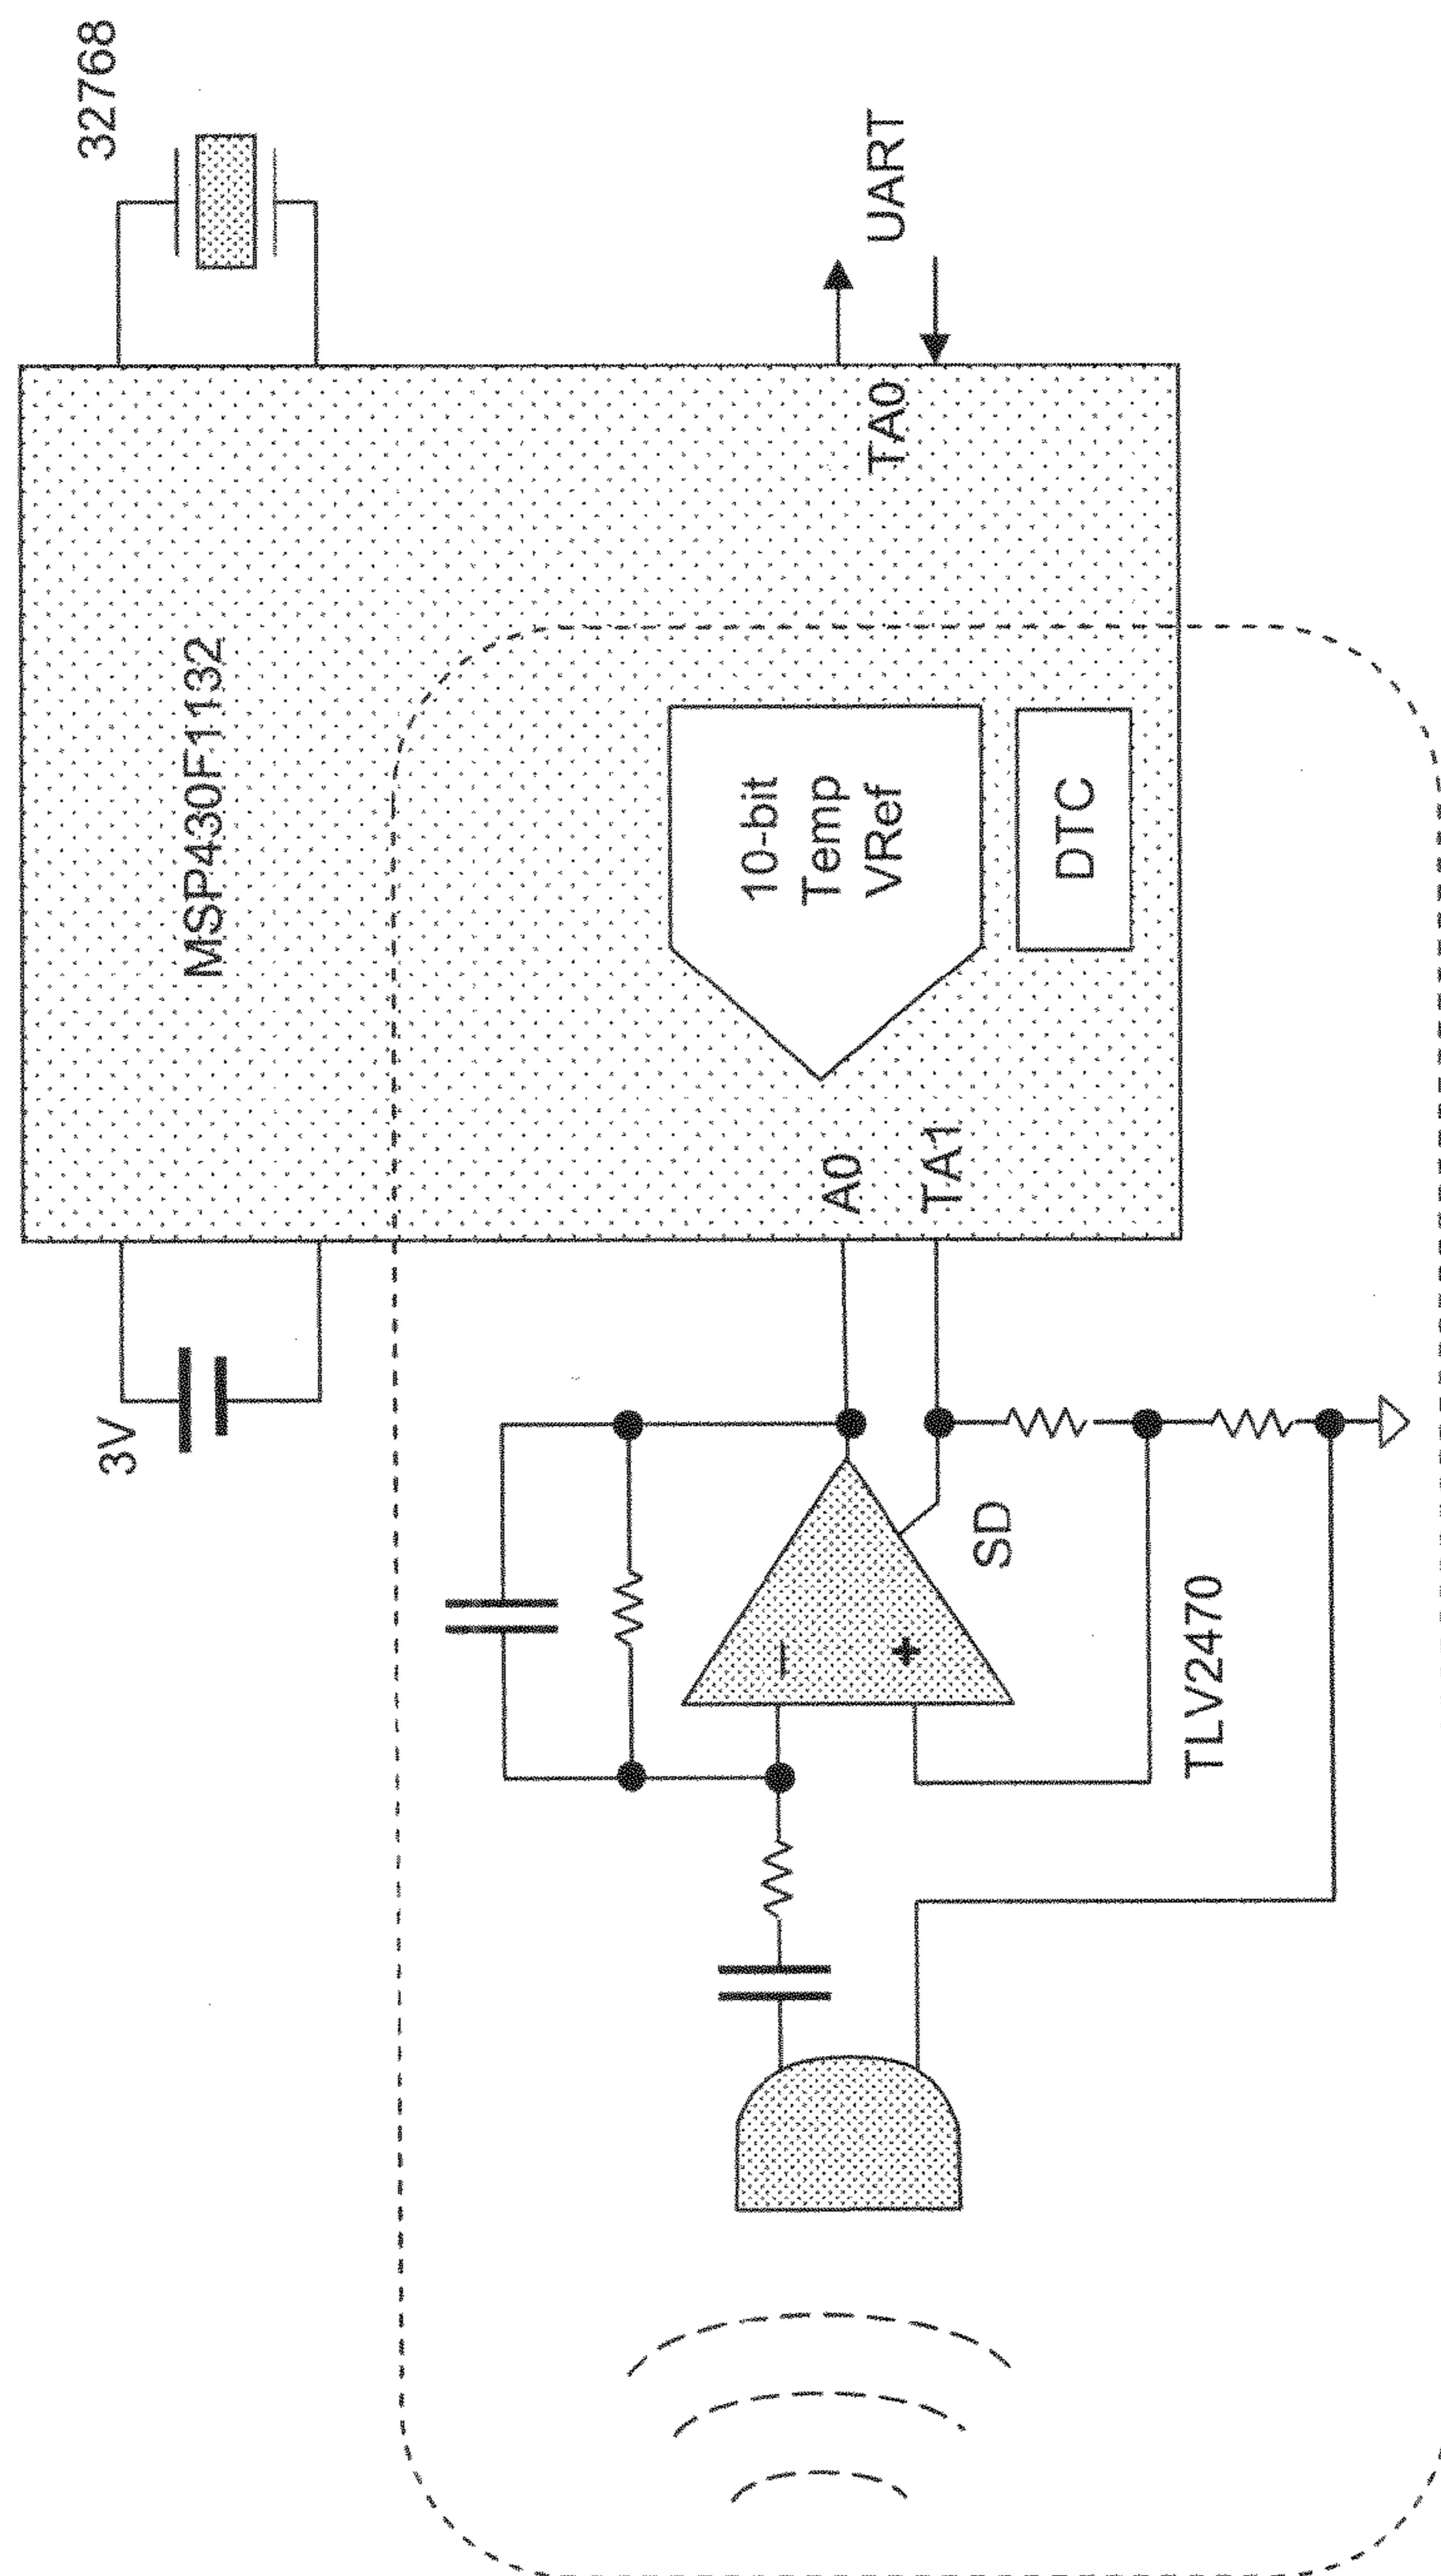 MSP430F1132
3V
32768
10-bit
Temp
VRef
DTC
A0
TA1
TA0
UART
SD
−
+
TLV2470